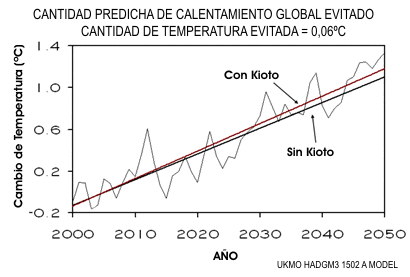 CANTIDAD PREDICHA DE CALENTAMIENTO GLOBAL EVITADO
CANTIDAD DE TEMPERATURA EVITADA = 0,06ºC
Cambio de Temperatura (ºC)
1.4
1.0
0.6
0.2
-0.2
Con Kioto
Sin Kioto
2000 2010 2020 2030 2040 2050
AÑO
UKMO HADGM3 1502 A MODEL